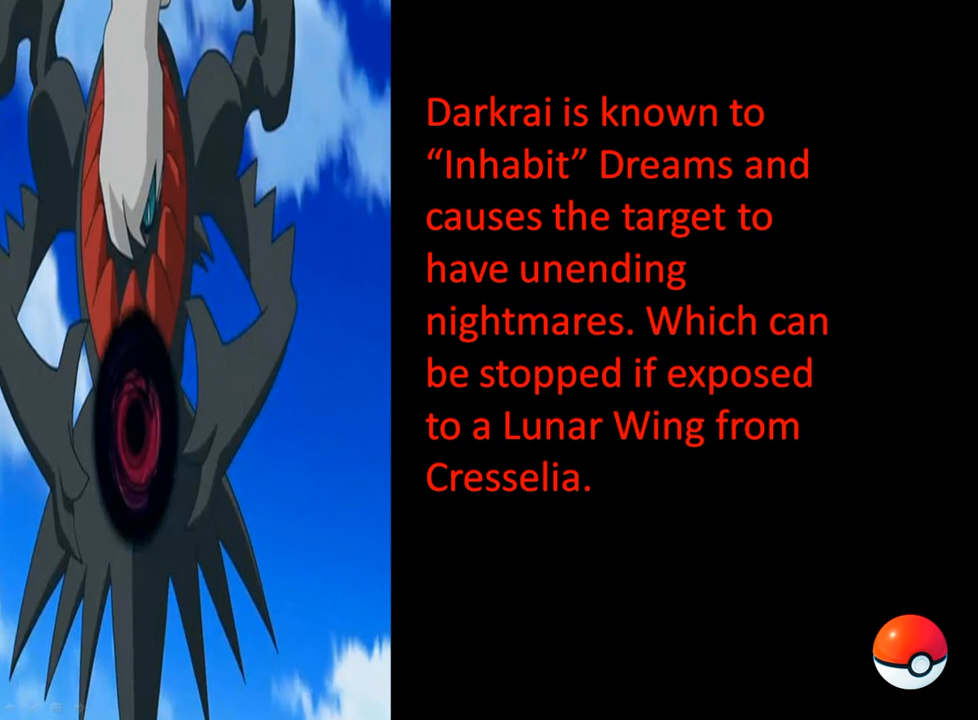 Darkrai is known to
“Inhabit” Dreams and
causes the target to
have unending
nightmares. Which can
be stopped if exposed
to a Lunar Wing from
Cresselia.